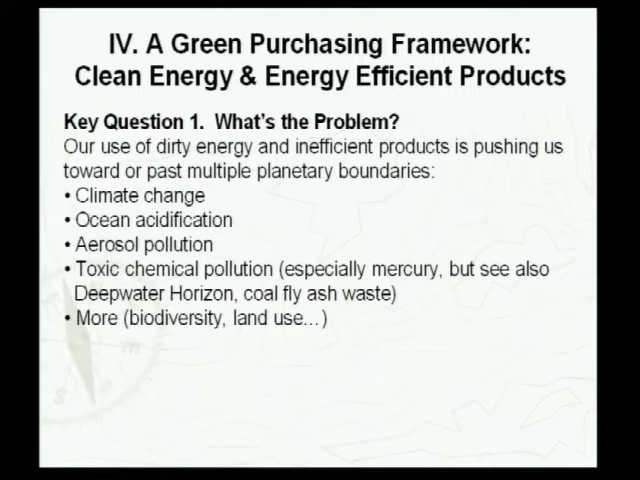 IV. A Green Purchasing Framework:
Clean Energy & Energy Efficient Products
Key Question 1. What's the Problem?
Our use of dirty energy and inefficient products is pushing us
toward or past multiple planetary boundaries:
• Climate change
• Ocean acidification
• Aerosol pollution
• Toxic chemical pollution (especially mercury, but see also
Deepwater Horizon, coal fly ash waste)
• More (biodiversity, land use...)
m
S